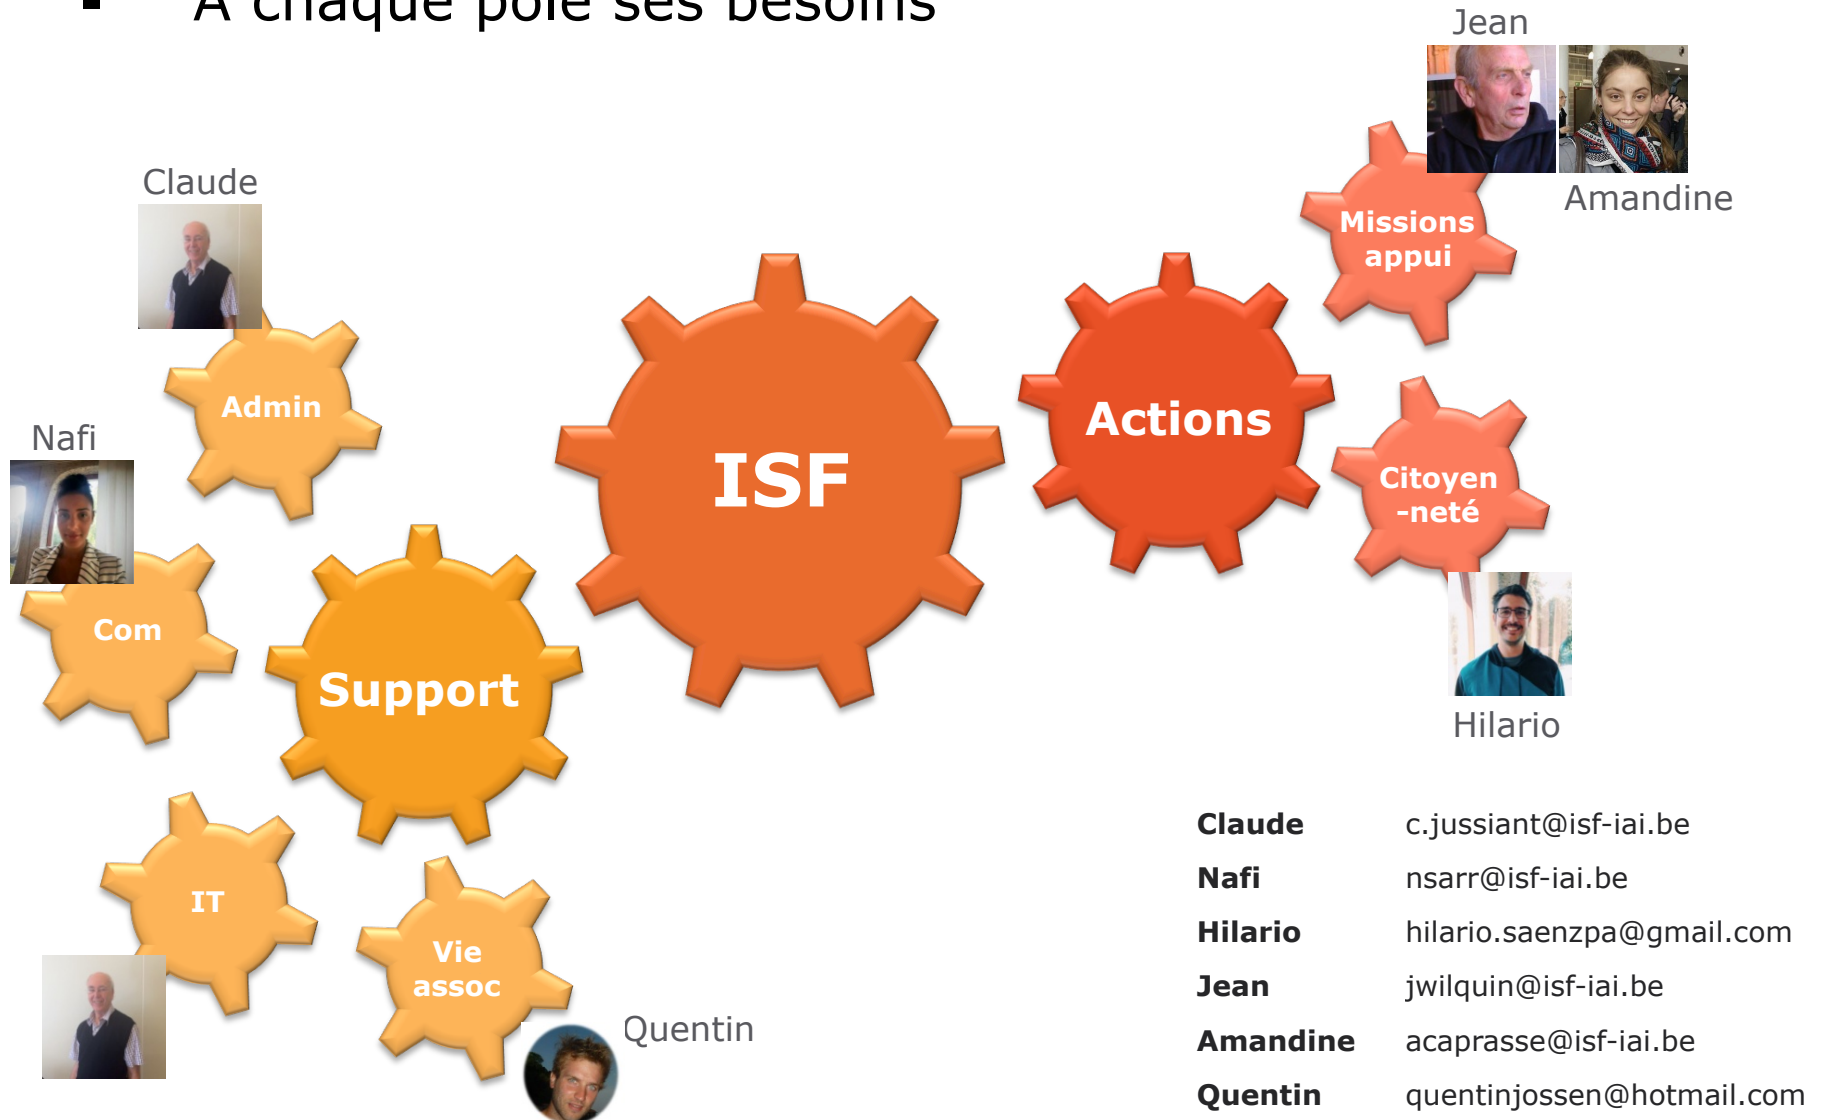 ▪ A chaque pôle ses besoins
Jean
Amandine
Claude
Missions
appui
Admin
Actions
Nafi
ISF
Citoyen
-neté
Com
Support
Hilario
IT
Vie
assoc
Quentin
Claude c.jussiant@isf-iai.be
Nafi nsarr@isf-iai.be
Hilario hilario.saenzpa@gmail.com
Jean jwilquin@isf-iai.be
Amandine acaprasse@isf-iai.be
Quentin quentinjossen@hotmail.com